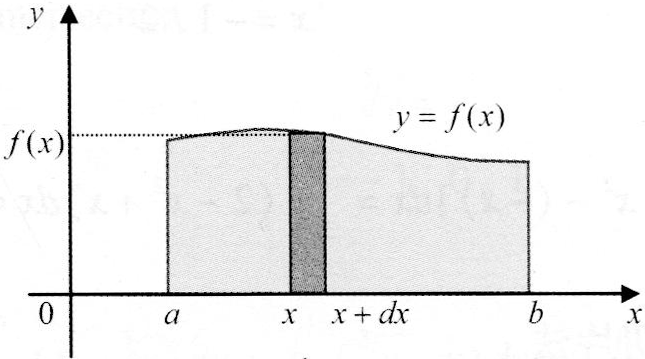 y
y = f(x)
f(x)
0 a x x + dx b x